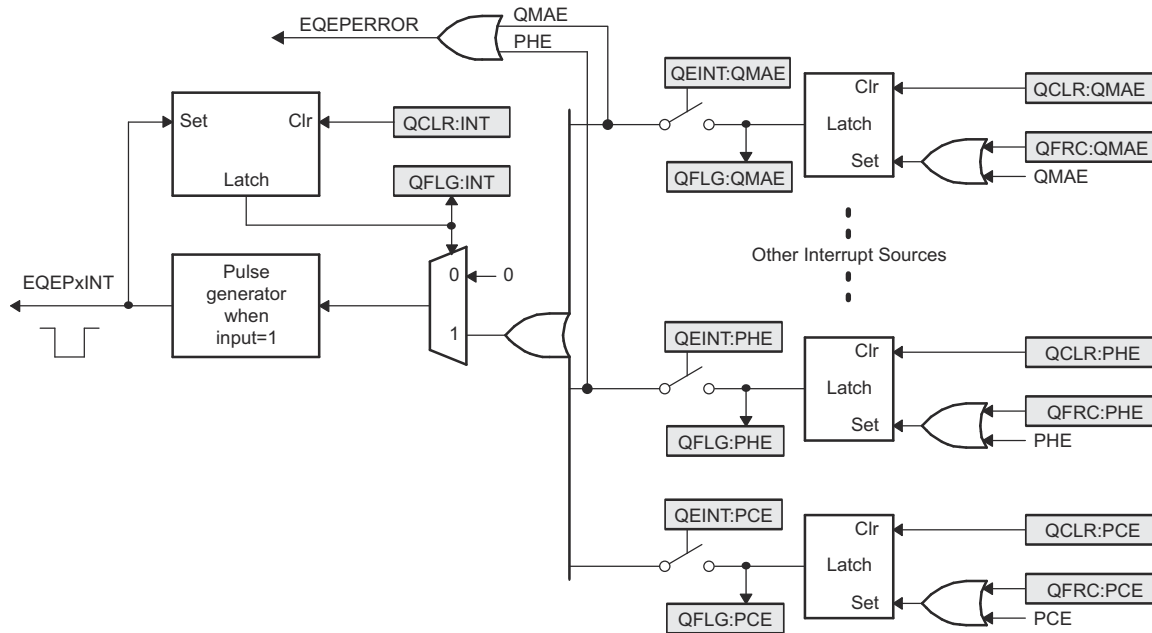 EQEPERROR
QMAE
PHE
Set
Clr
Latch
QCLR:INT
QFLG:INT
EQEPxINT
Pulse
generator
when
input=1
0
0
1
QEINT:QMAE
QFLG:QMAE
Clr
Latch
Set
QCLR:QMAE
QFRC:QMAE
QMAE
Other Interrupt Sources
QEINT:PHE
QFLG:PHE
Clr
Latch
Set
QCLR:PHE
QFRC:PHE
PHE
QEINT:PCE
QFLG:PCE
Clr
Latch
Set
QCLR:PCE
QFRC:PCE
PCE